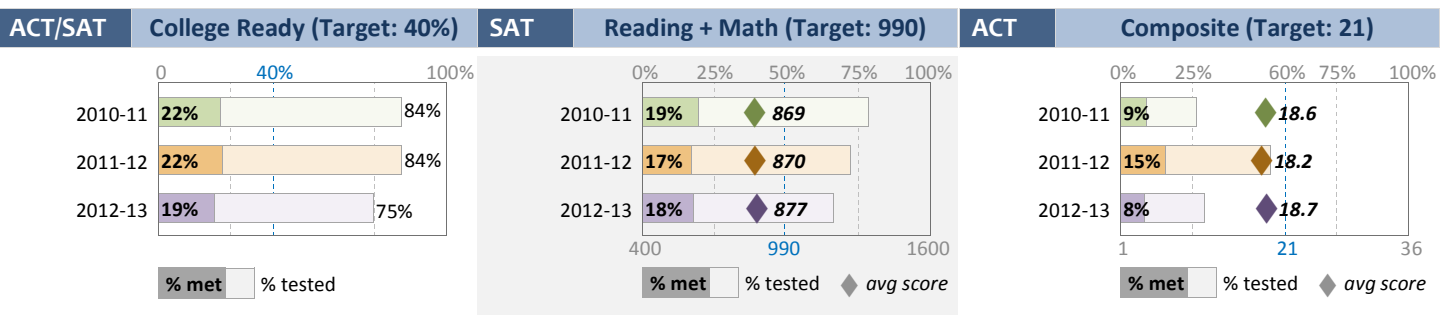 ACT/SAT College Ready (Target: 40%)
0 40% 100%
2010-11 22% 84%
2011-12 22% 84%
2012-13 19% 75%
% met % tested
SAT Reading + Math (Target: 990)
0% 25% 50% 75% 100%
2010-11 19% 869
2011-12 17% 870
2012-13 18% 877
400 990 1600
% met % tested avg score
ACT Composite (Target: 21)
0% 25% 60% 75% 100%
2010-11 9% 18.6
2011-12 15% 18.2
2012-13 8% 18.7
1 21 36
% met % tested avg score